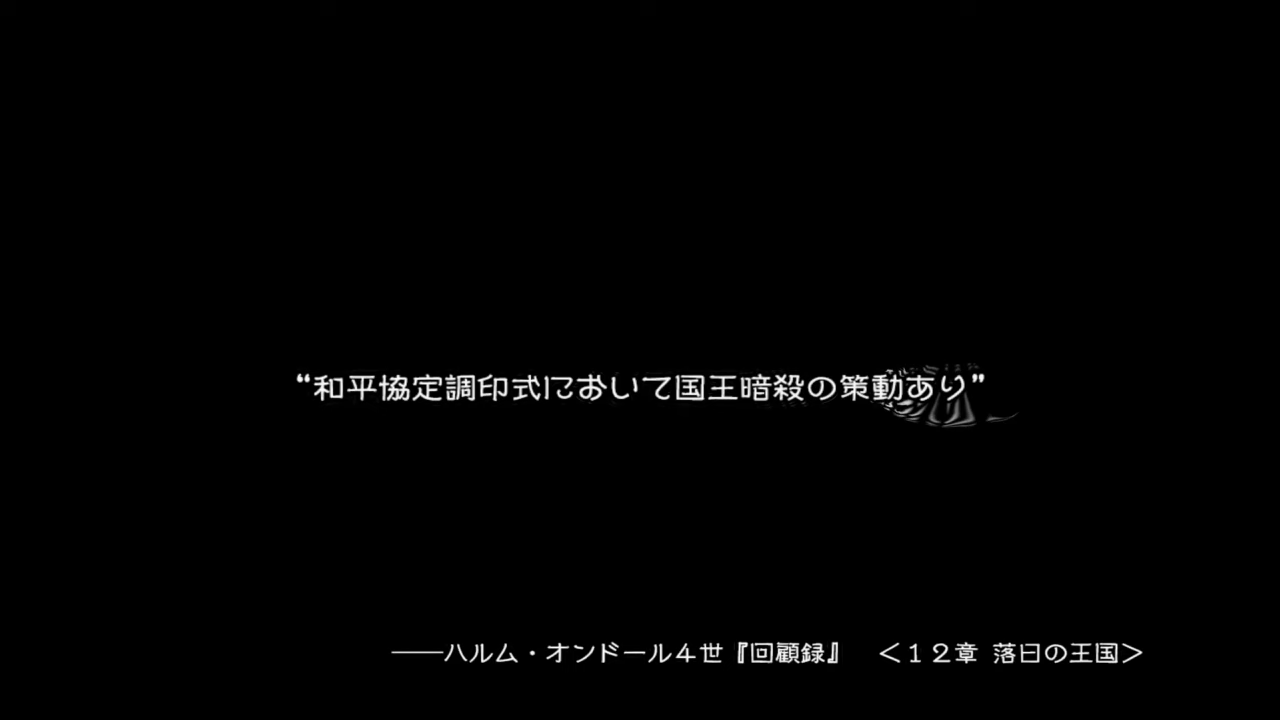 “和平協定調印式において国王暗殺の策動あり”
――ハルム・オンドール４世『回顧録』　＜１２章 落日の王国＞